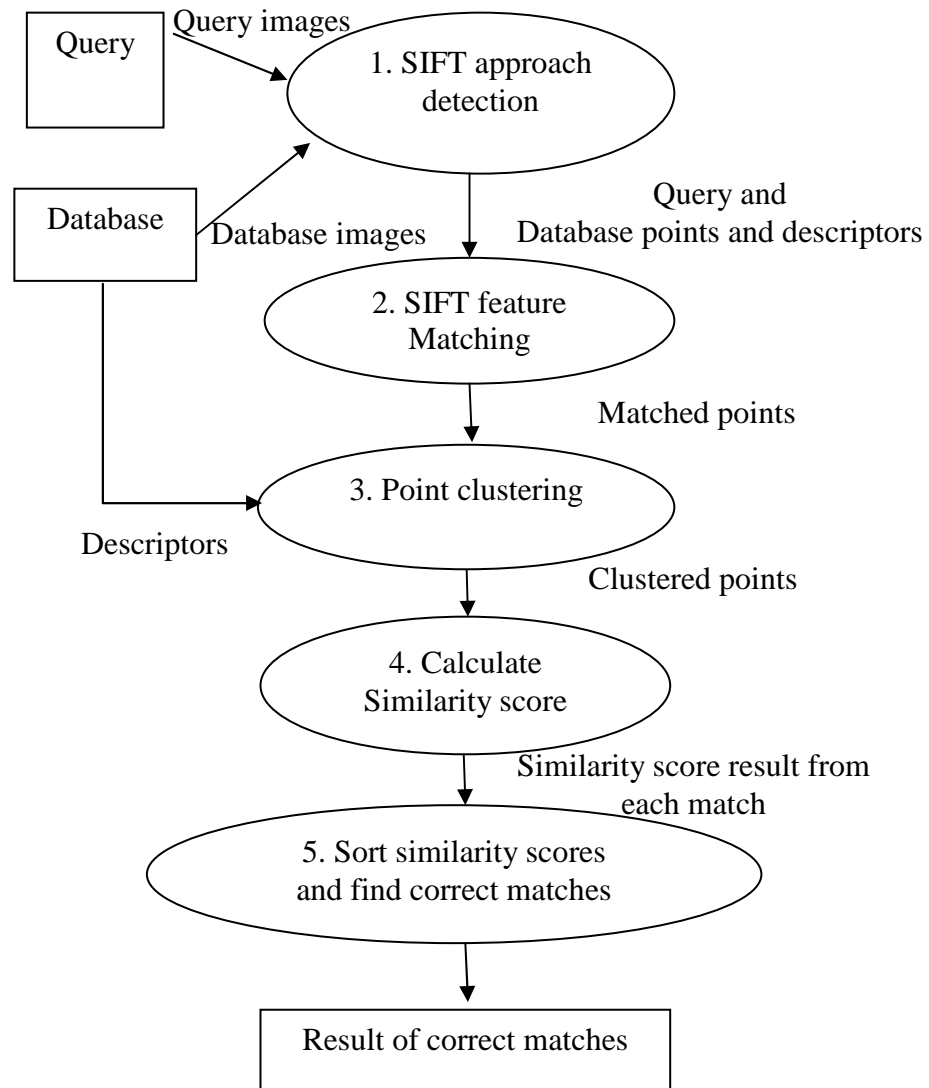 Query images
Query
1. SIFT approach
detection
Database
Database images
Query and
Database points and descriptors
2. SIFT feature
Matching
Matched points
3. Point clustering
Descriptors
Clustered points
4. Calculate
Similarity score
Similarity score result from
each match
5. Sort similarity scores
and find correct matches
Result of correct matches